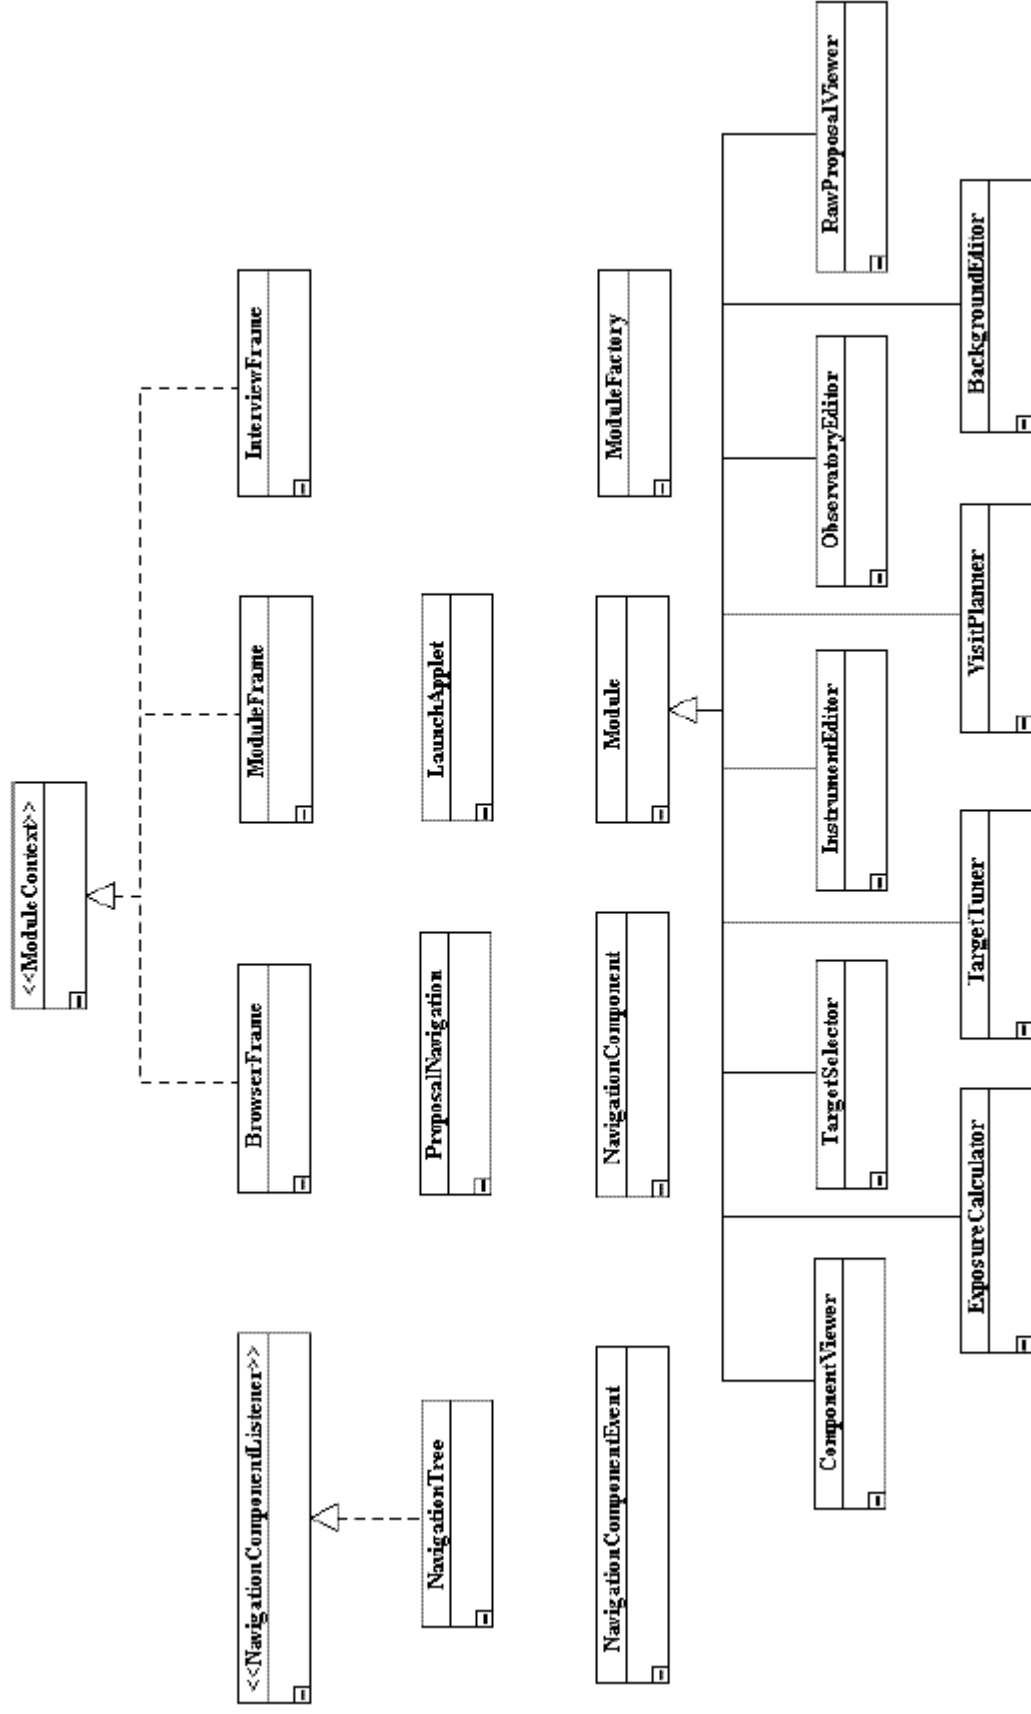 <<ModuleContext>>
<<NavigationComponentListener>>
BrowserFrame
ModuleFrame
InterviewFrame
NavigationTree
ProposalNavigation
LaunchApplet
NavigationComponentEvent
NavigationComponent
Module
ModuleFactory
ComponentViewer
TargetSelector
InstrumentEditor
ObservatoryEditor
RawProposalViewer
ExposureCalculator
TargetTuner
VisitPlanner
BackgroundEditor